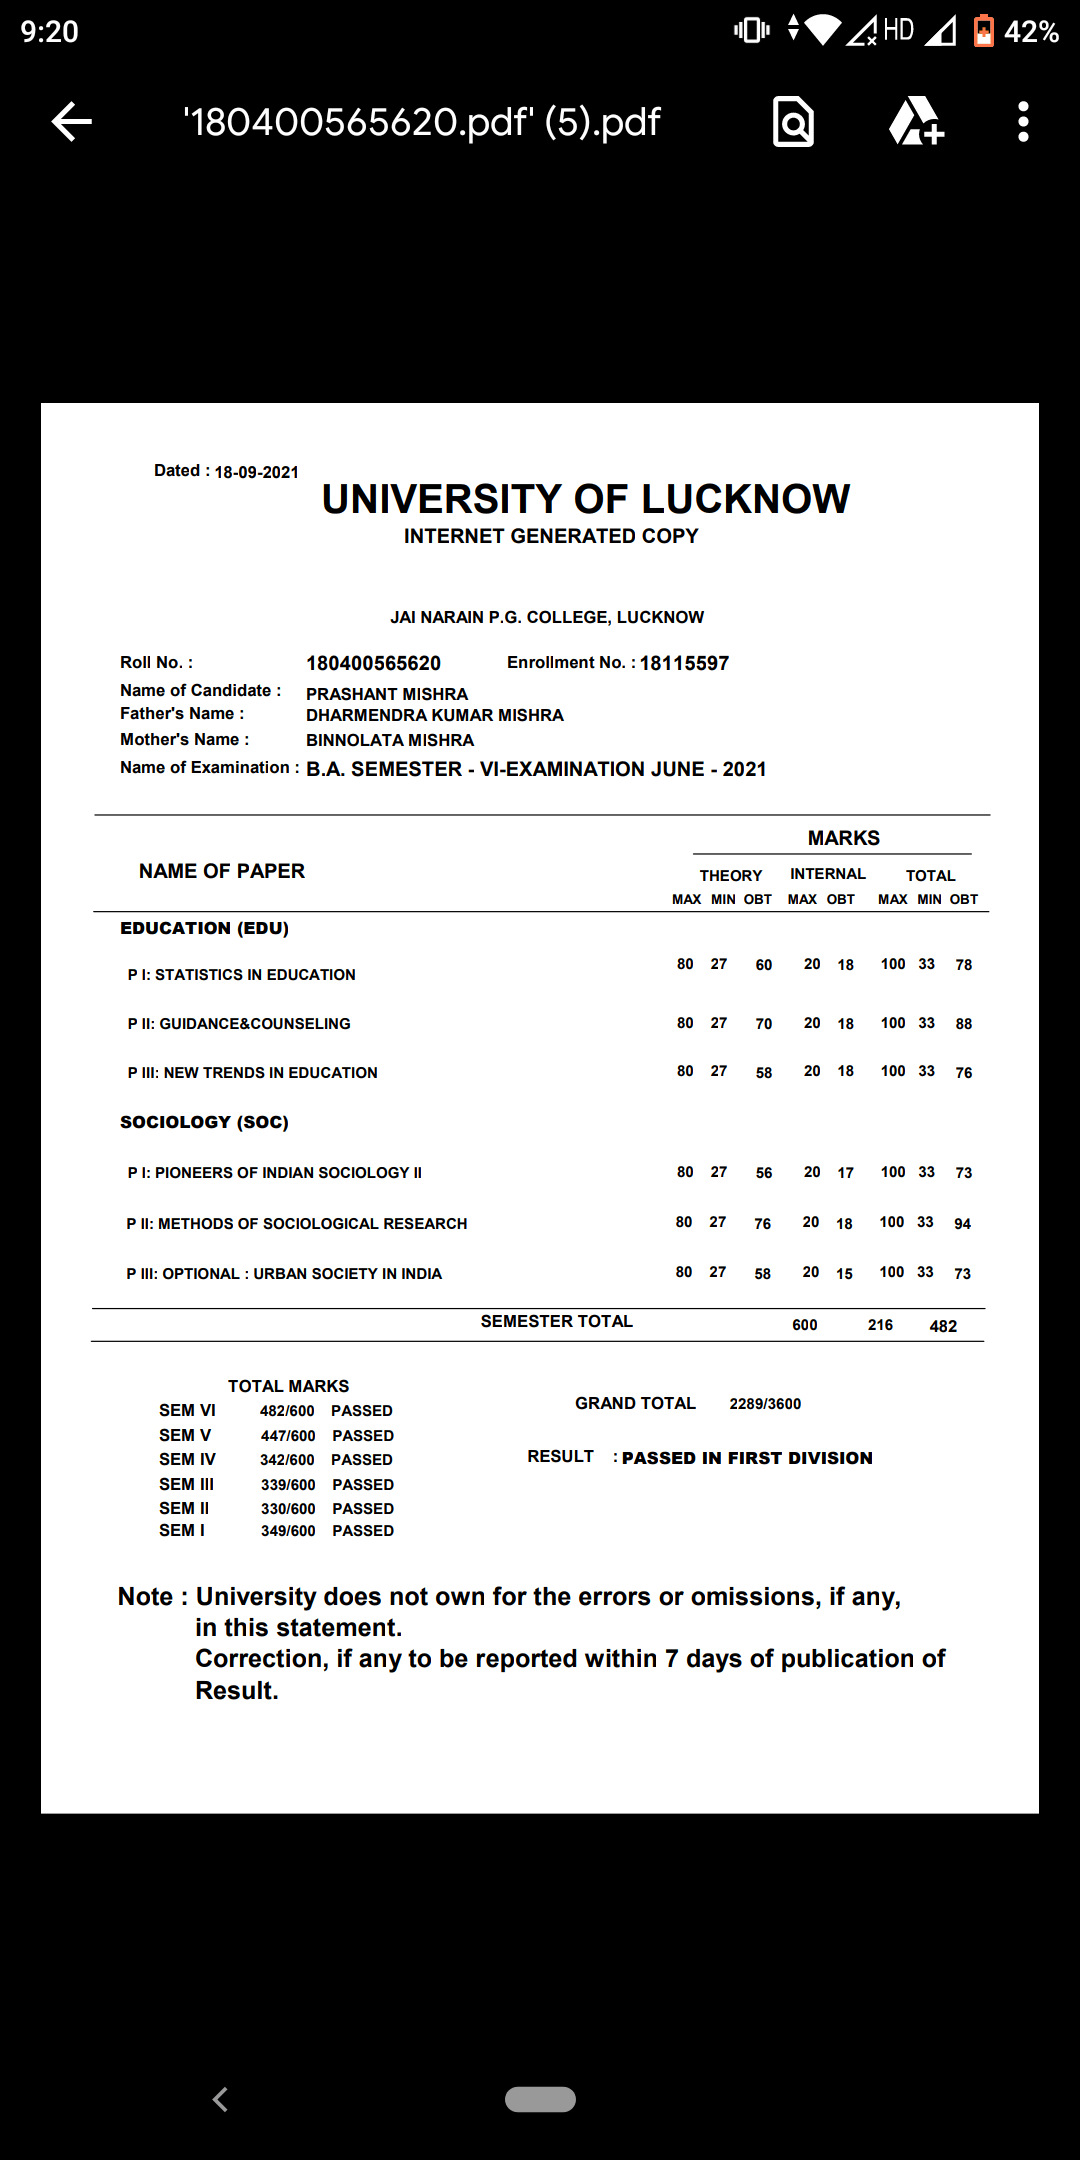 9:20 HD 42%
'180400565620.pdf' (5).pdf
Dated : 18-09-2021
UNIVERSITY OF LUCKNOW
INTERNET GENERATED COPY
JAI NARAIN P.G. COLLEGE, LUCKNOW
Roll No. : 180400565620 Enrollment No. : 18115597
Name of Candidate : PRASHANT MISHRA
Father's Name : DHARMENDRA KUMAR MISHRA
Mother's Name : BINNOLATA MISHRA
Name of Examination : B.A. SEMESTER - VI-EXAMINATION JUNE - 2021
MARKS
NAME OF PAPER THEORY INTERNAL TOTAL
MAX MIN OBT MAX OBT MAX MIN OBT
EDUCATION (EDU)
P I: STATISTICS IN EDUCATION 80 27 60 20 18 100 33 78
P II: GUIDANCE&COUNSELING 80 27 70 20 18 100 33 88
P III: NEW TRENDS IN EDUCATION 80 27 58 20 18 100 33 76
SOCIOLOGY (SOC)
P I: PIONEERS OF INDIAN SOCIOLOGY II 80 27 56 20 17 100 33 73
P II: METHODS OF SOCIOLOGICAL RESEARCH 80 27 76 20 18 100 33 94
P III: OPTIONAL : URBAN SOCIETY IN INDIA 80 27 58 20 15 100 33 73
SEMESTER TOTAL 600 216 482
TOTAL MARKS
SEM VI 482/600 PASSED
SEM V 447/600 PASSED
SEM IV 342/600 PASSED
SEM III 339/600 PASSED
SEM II 330/600 PASSED
SEM I 349/600 PASSED
GRAND TOTAL 2289/3600
RESULT : PASSED IN FIRST DIVISION
Note : University does not own for the errors or omissions, if any,
in this statement.
Correction, if any to be reported within 7 days of publication of
Result.